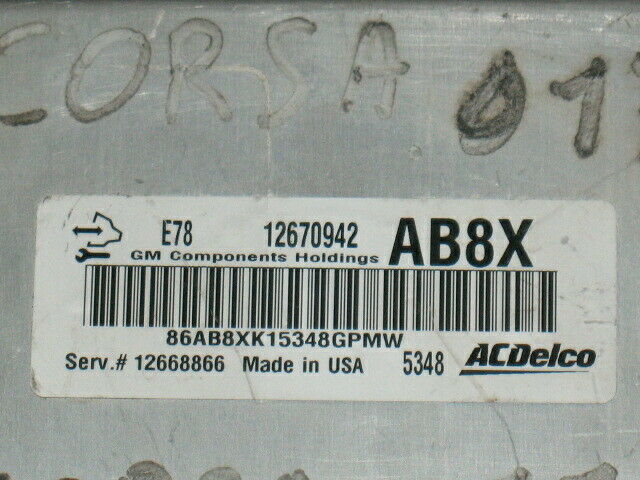 CORSA
E78 12670942 AB8X
GM Components Holdings
86AB8XK15348GPMW
Serv.# 12668866 Made in USA 5348 ACDelco